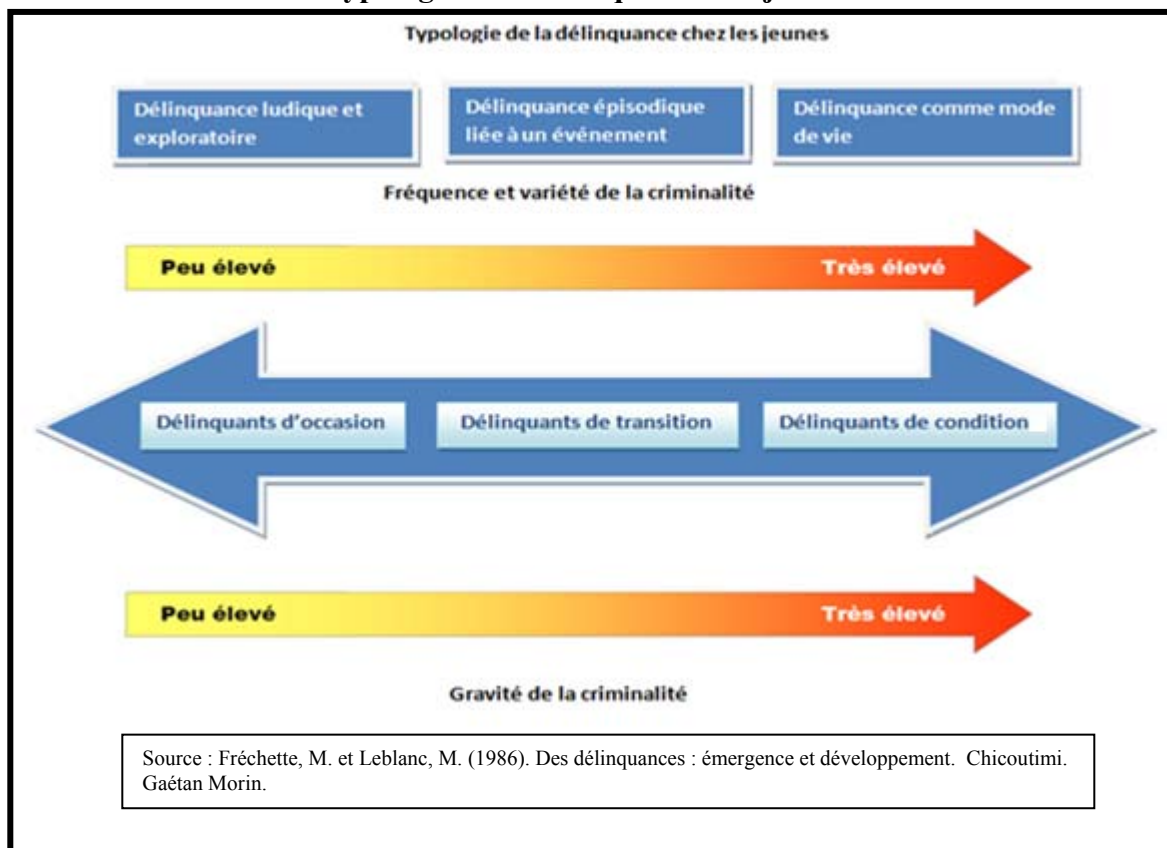 Typologie de la délinquance chez les jeunes
Délinquance ludique et
exploratoire
Délinquance épisodique
liée à un événement
Délinquance comme mode
de vie
Fréquence et variété de la criminalité
Peu élevé
Très élevé
Délinquants d'occasion
Délinquants de transition
Délinquants de condition
Peu élevé
Très élevé
Gravité de la criminalité
Source : Fréchette, M. et Leblanc, M. (1986). Des délinquances : émergence et développement. Chicoutimi.
Gaétan Morin.